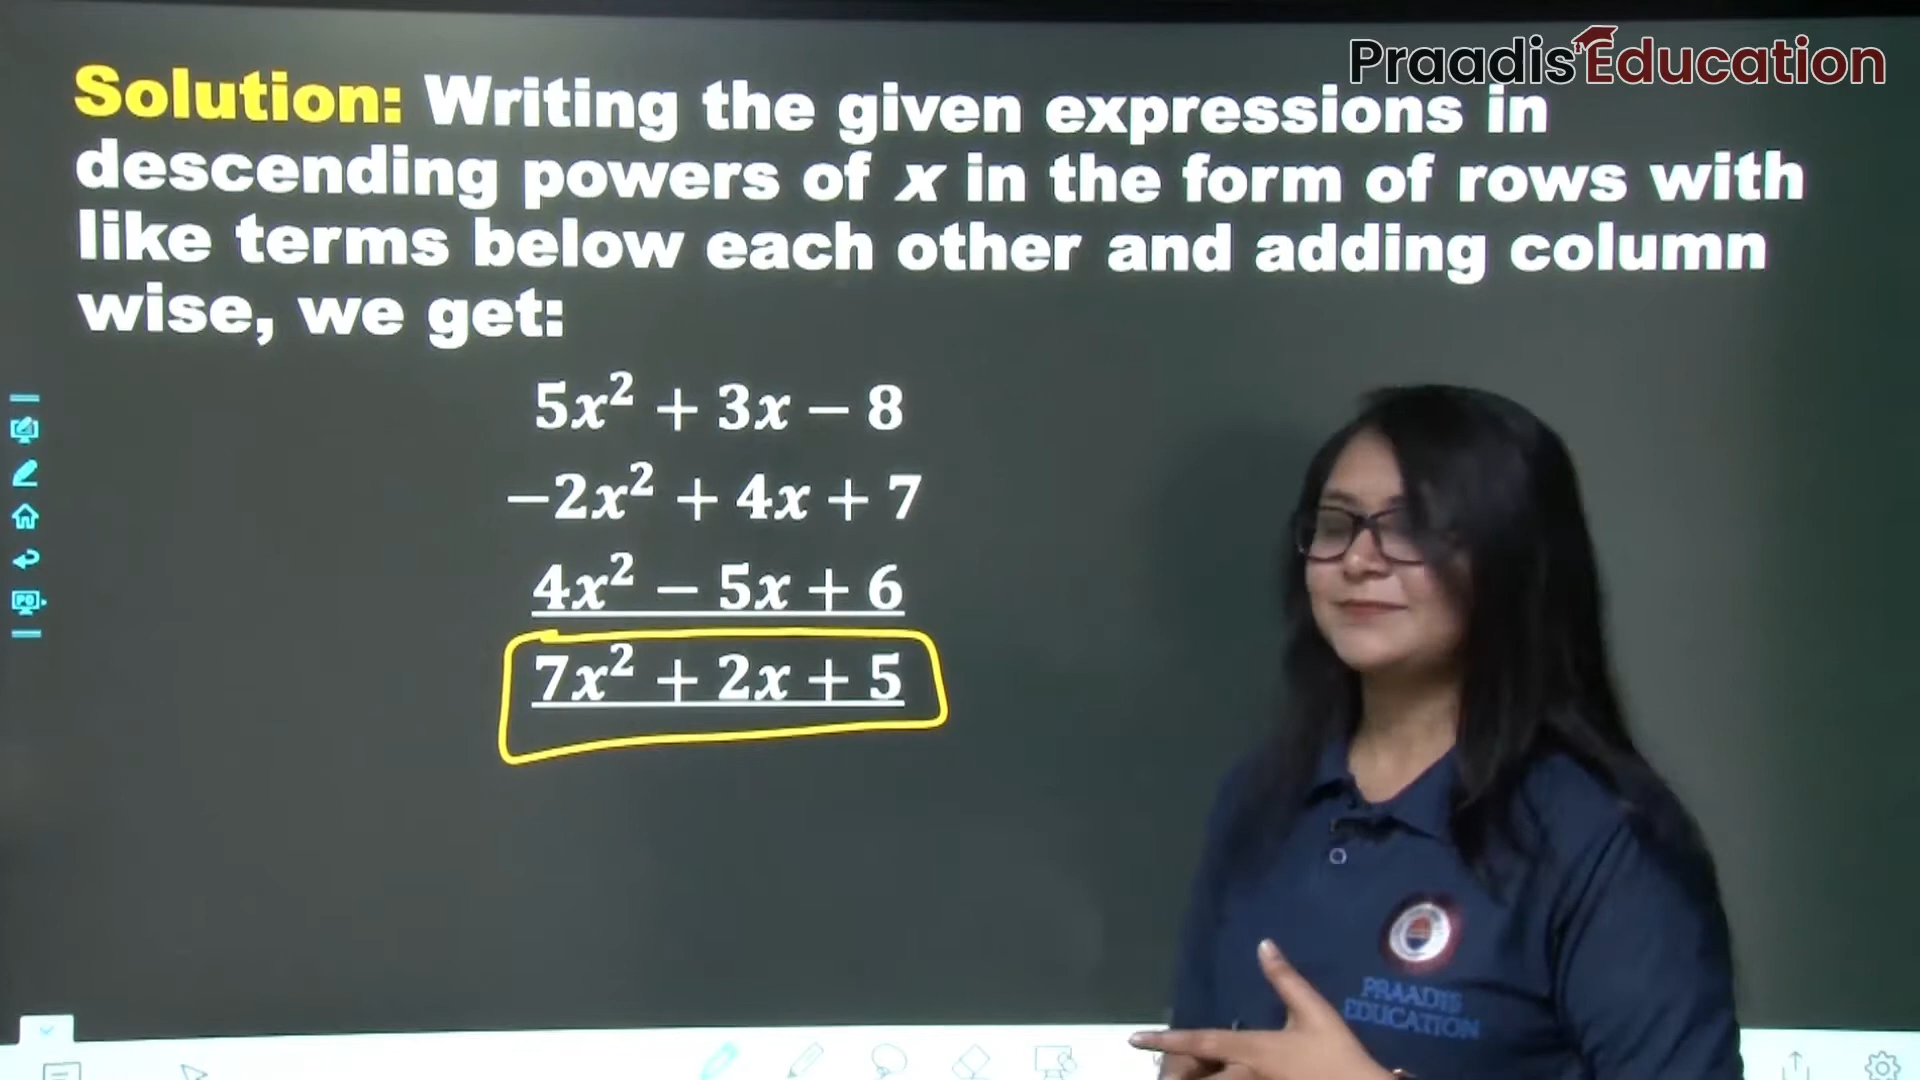 Praadis Education
Solution: Writing the given expressions in
descending powers of x in the form of rows with
like terms below each other and adding column
wise, we get:
5x² + 3x − 8
−2x² + 4x + 7
4x² − 5x + 6
7x² + 2x + 5
PRAADIS
EDUCATION